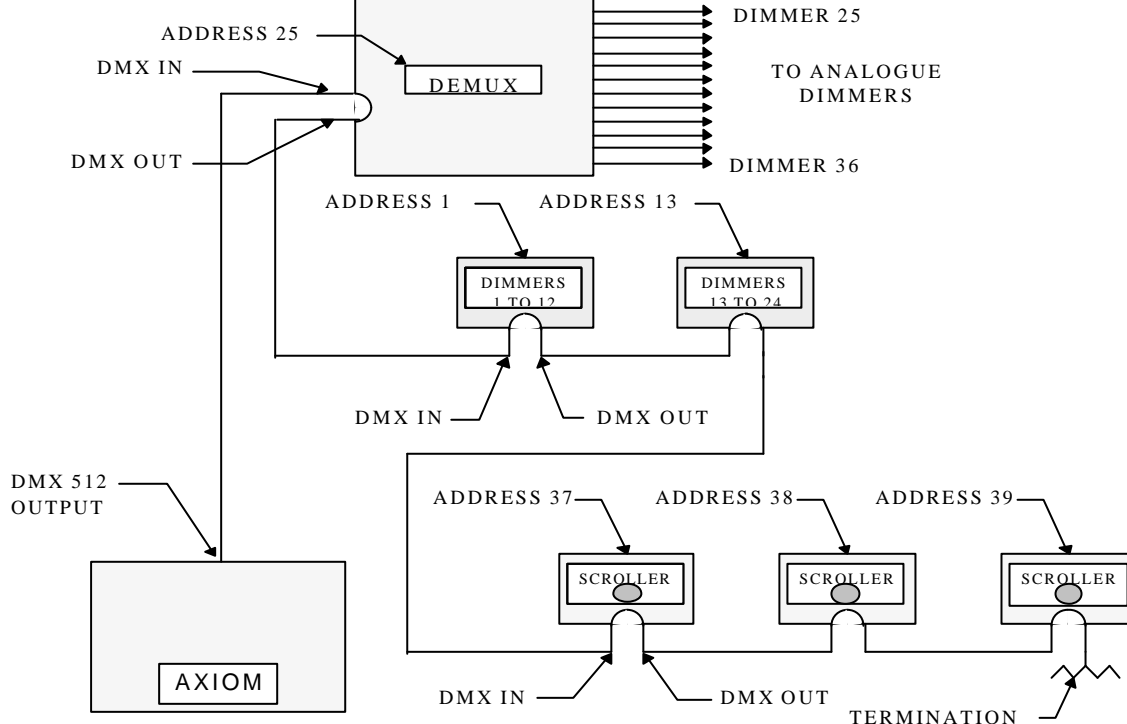 DIMMER 25
ADDRESS 25
DMX IN
DEMUX
TO ANALOGUE
DIMMERS
DMX OUT
DIMMER 36
ADDRESS 1
ADDRESS 13
DIMMERS
1 TO 12
DIMMERS
13 TO 24
DMX IN
DMX OUT
DMX 512
OUTPUT
ADDRESS 37
ADDRESS 38
ADDRESS 39
SCROLLER
SCROLLER
SCROLLER
AXIOM
DMX IN
DMX OUT
TERMINATION